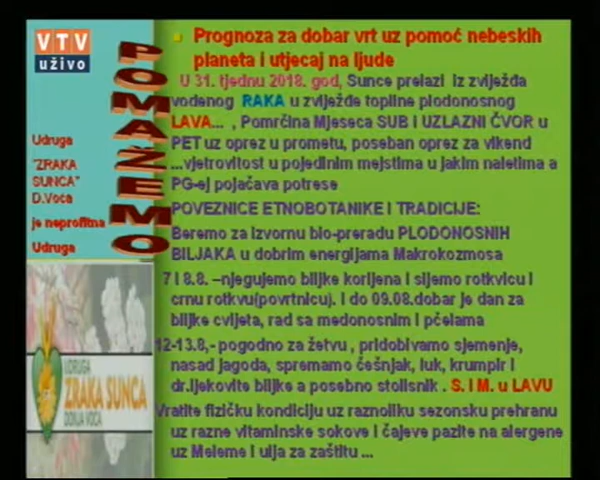 VTV
uživo
POMAŽEMO
Udruga
"ZRAKA
SUNCA"
D.Voća
je neprofitna
Udruga
UDRUGA
ZRAKA SUNCA
DONJA VOĆA
Prognoza za dobar vrt uz pomoć nebeskih
planeta i utjecaj na ljude
U 31. tjednu 2018. god, Sunce prelazi iz zviježđa
vodenog RAKA u zviježđe topline plodonosnog
LAVA... , Pomrčina Mjeseca SUB i UZLAZNI ČVOR u
PET uz oprez u prometu, poseban oprez za vikend
...vjetrovitost u pojedinim mejstima u jakim naletima a
PG-ej pojačava potrese
POVEZNICE ETNOBOTANIKE I TRADICIJE:
Beremo za izvornu bio-preradu PLODONOSNIH
BILJAKA u dobrim energijama Makrokozmosa
7 i 8.8. –njegujemo biljke korijena i sijemo rotkvicu i
crnu rotkvu(povrtnicu). i do 09.08.dobar je dan za
biljke cvijeta, rad sa medonosnim i pčelama
12-13.8,- pogodno za žetvu , pridobivamo sjemenje,
nasad jagoda, spremamo češnjak, luk, krumpir i
dr.ljekovite biljke a posebno stolisnik . S. I M. u LAVU
Vratite fizičku kondiciju uz raznoliku sezonsku prehranu
uz razne vitaminske sokove i čajeve pazite na alergene
uz Meleme i ulja za zaštitu ...